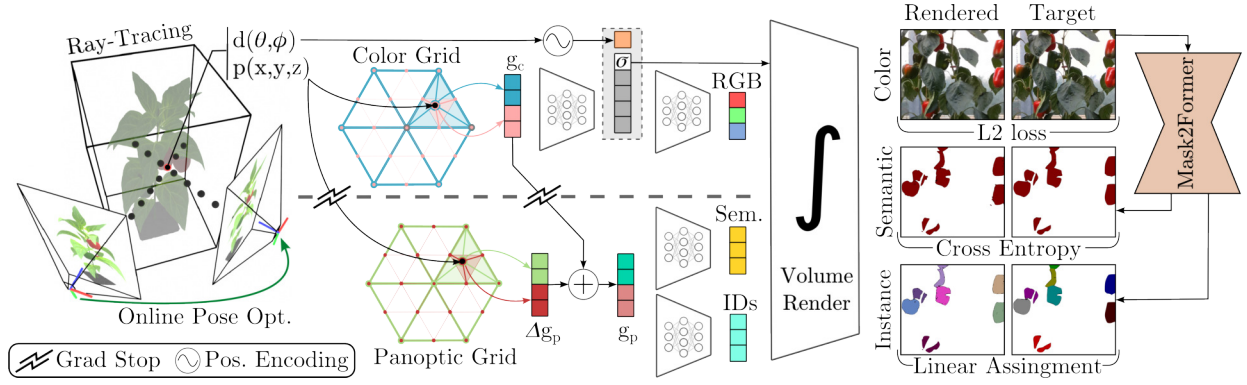 Ray-Tracing
d(θ,ϕ)
p(x,y,z)
Color Grid
g_c
σ
RGB
Online Pose Opt.
Panoptic Grid
Δg_p
g_p
Sem.
IDs
∫
Volume
Render
Grad Stop
Pos. Encoding
Rendered
Target
Color
L2 loss
Semantic
Cross Entropy
Instance
Linear Assingment
Mask2Former